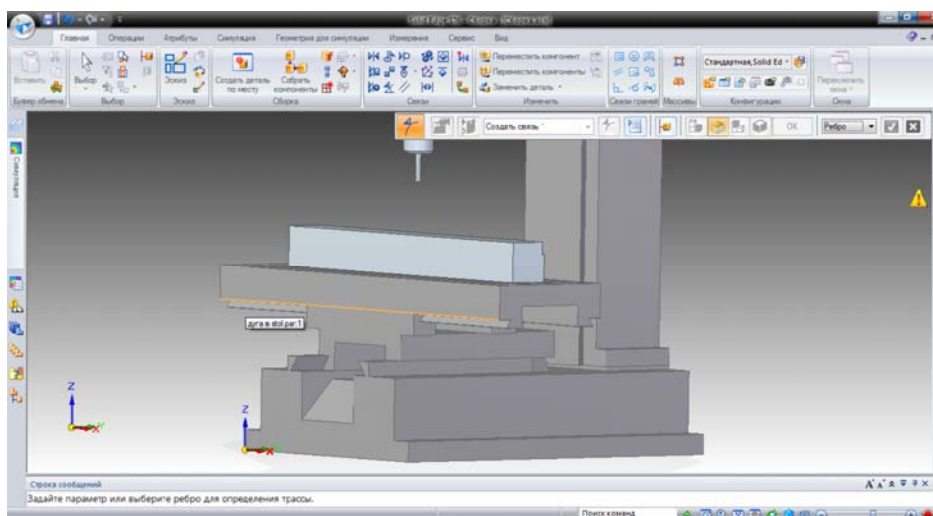 Главная Операции Атрибуты Симуляция Геометрия для симуляции Измерения Сервис Вид
Вставить
Выбор
Эскиз
Создать деталь по месту
Собрать компоненты
Переместить компонент
Переместить компоненты
Заменить деталь
Стандартная,Solid Ed
Переключить окна
Буфер обмена Выбор Эскиз Сборка Связи Изменить Связи граней Массивы Конфигурации Окна
Создать связь
OK
Ребро
Симуляция
дуга в stol.par:1
Z
Z
Строка сообщений
Задайте параметр или выберите ребро для определения трассы.
Поиск команд